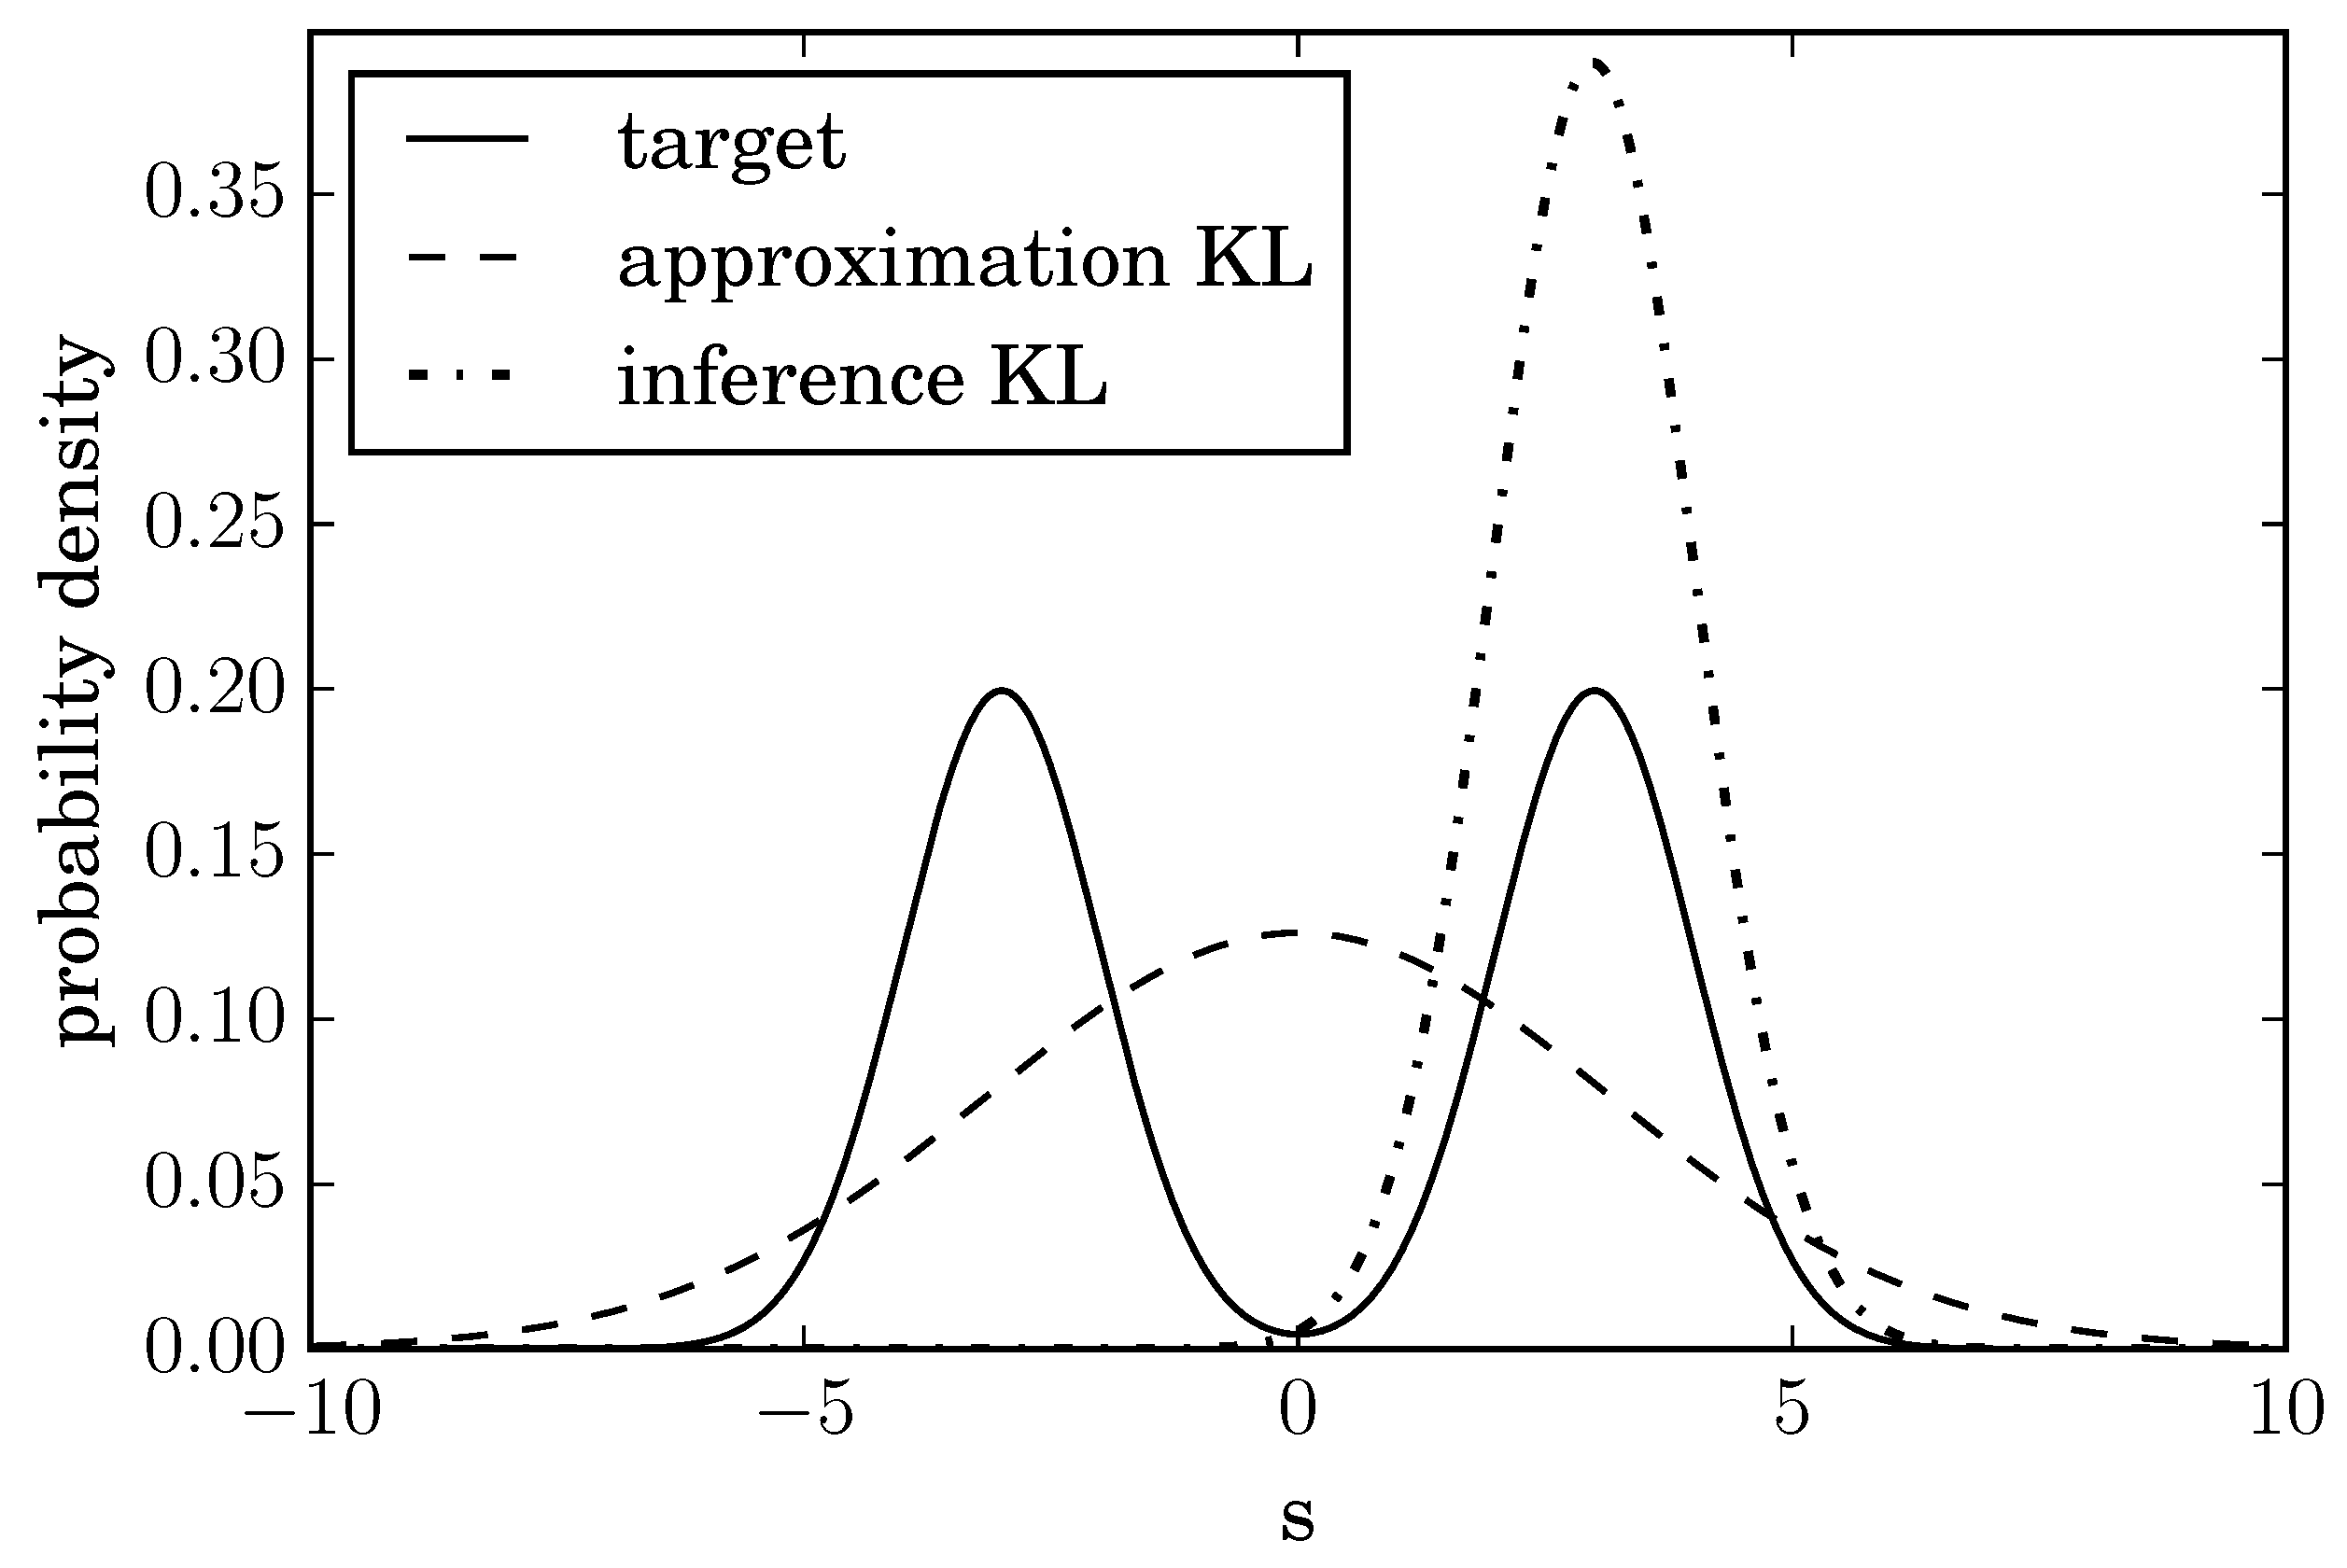 target
approximation KL
inference KL
probability density
0.35
0.30
0.25
0.20
0.15
0.10
0.05
0.00
−10 −5 0 5 10
s